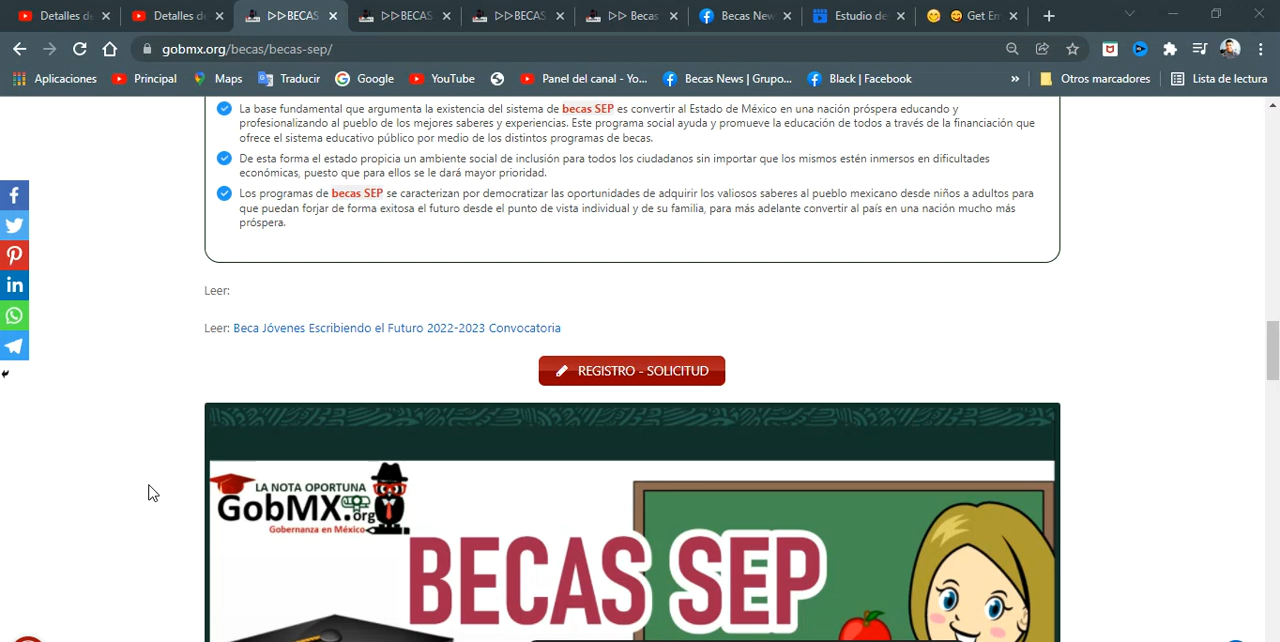 Detalles de
Detalles de
▷▷BECAS
▷▷BECAS
▷▷BECAS
▷▷ Becas
Becas New
Estudio de
Get Em
gobmx.org/becas/becas-sep/
Aplicaciones
Principal
Maps
Traducir
Google
YouTube
Panel del canal - Yo...
Becas News | Grupo...
Black | Facebook
»
Otros marcadores
Lista de lectura
La base fundamental que argumenta la existencia del sistema de becas SEP es convertir al Estado de México en una nación próspera educando y
profesionalizando al pueblo de los mejores saberes y experiencias. Este programa social ayuda y promueve la educación de todos a través de la financiación que
ofrece el sistema educativo público por medio de los distintos programas de becas.
De esta forma el estado propicia un ambiente social de inclusión para todos los ciudadanos sin importar que los mismos estén inmersos en dificultades
económicas, puesto que para ellos se le dará mayor prioridad.
Los programas de becas SEP se caracterizan por democratizar las oportunidades de adquirir los valiosos saberes al pueblo mexicano desde niños a adultos para
que puedan forjar de forma exitosa el futuro desde el punto de vista individual y de su familia, para más adelante convertir al país en una nación mucho más
próspera.
Leer:
Leer: Beca Jóvenes Escribiendo el Futuro 2022-2023 Convocatoria
REGISTRO - SOLICITUD
LA NOTA OPORTUNA
GobMX.org
Gobernanza en México
BECAS SEP